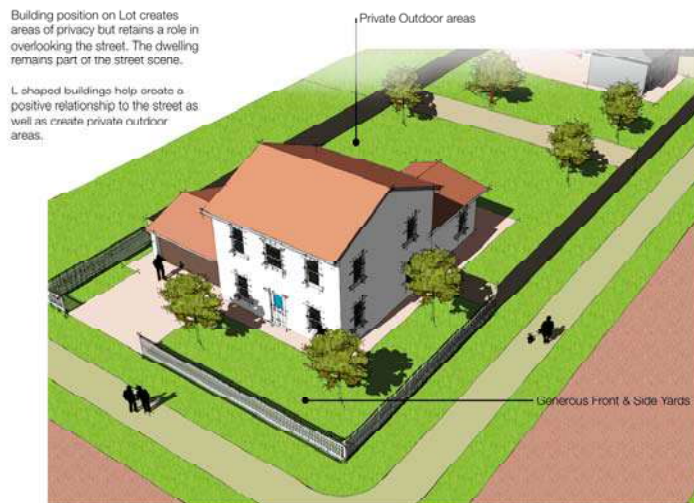 Building position on Lot creates
areas of privacy but retains a role in
overlooking the street. The dwelling
remains part of the street scene.
L shaped buildings help create a
positive relationship to the street as
well as create private outdoor
areas.
Private Outdoor areas
Generous Front & Side Yards